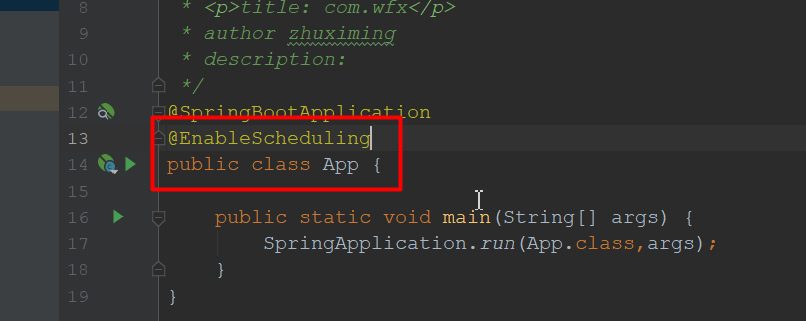 8 * <p>title: com.wfx</p>
9 * author zhuximing
10 * description:
11 */
12 @SpringBootApplication
13 @EnableScheduling
14 public class App {
15
16 public static void main(String[] args) {
17 SpringApplication.run(App.class,args);
18 }
19 }